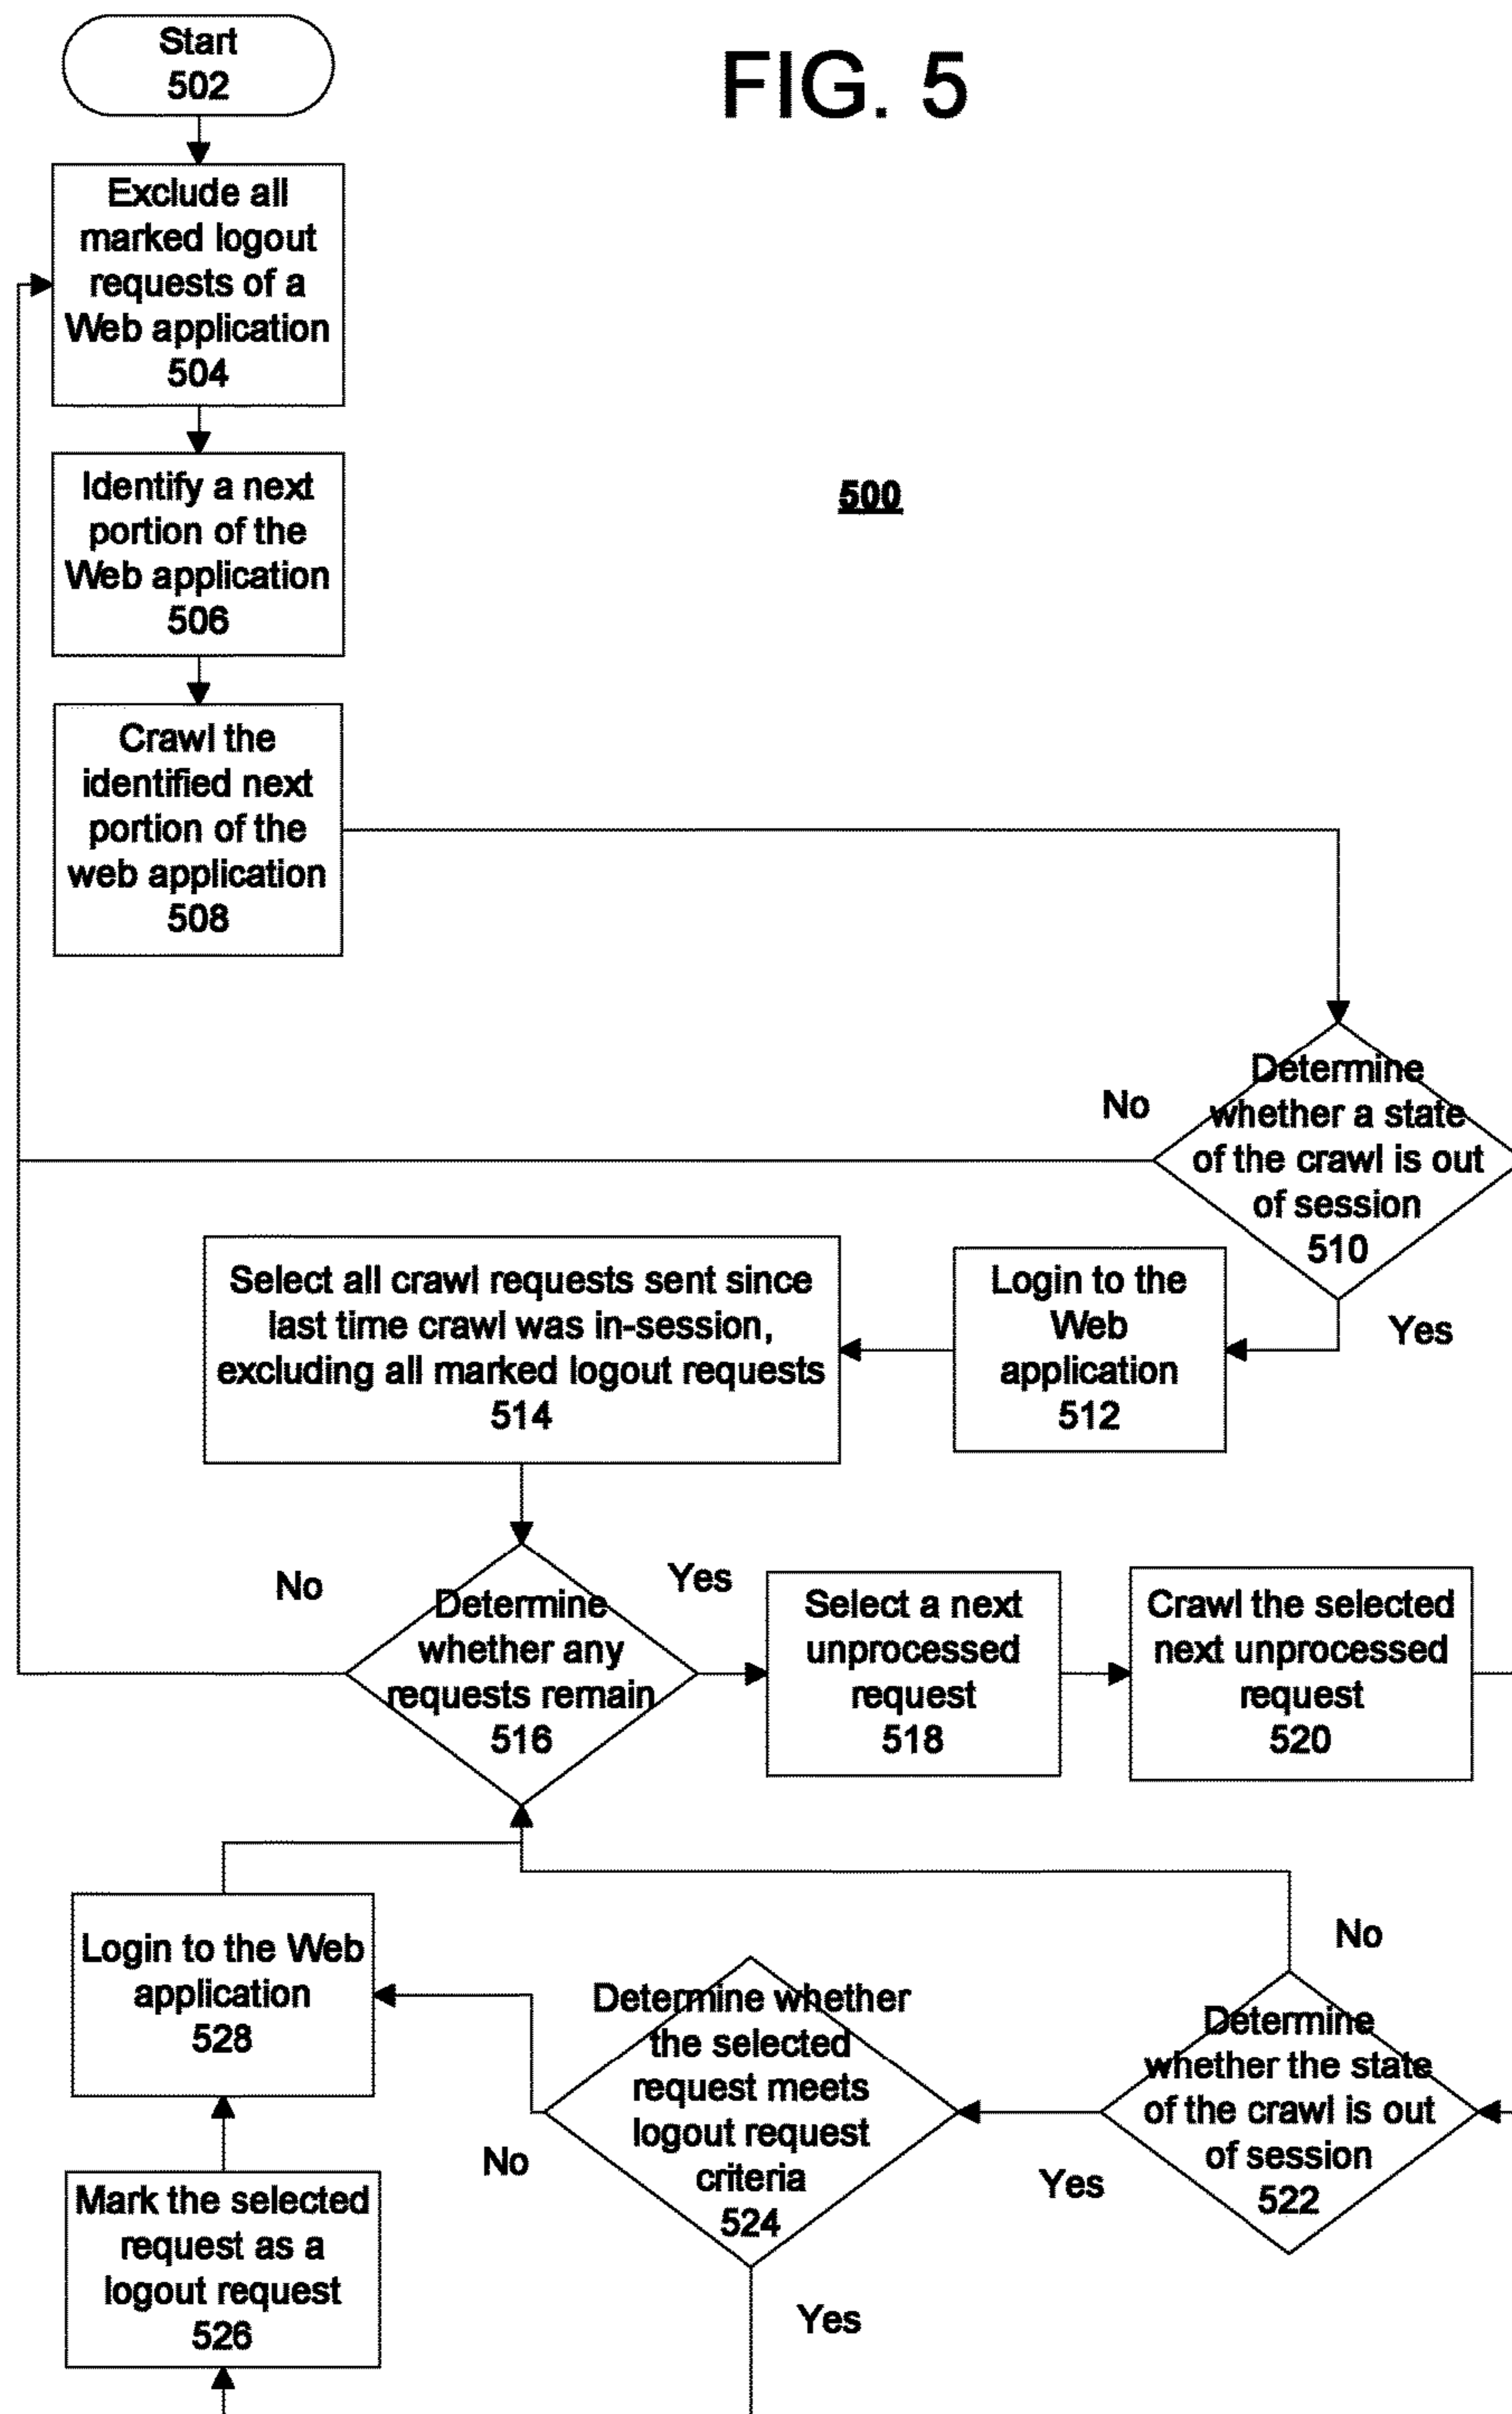 Start
502
FIG. 5
Exclude all
marked logout
requests of a
Web application
504
Identify a next
portion of the
Web application
506
500
Crawl the
identified next
portion of the
web application
508
Determine
whether a state
of the crawl is out
of session
510
No
Yes
Login to the
Web
application
512
Select all crawl requests sent since
last time crawl was in-session,
excluding all marked logout requests
514
No
Determine
whether any
requests remain
516
Yes
Select a next
unprocessed
request
518
Crawl the selected
next unprocessed
request
520
No
Determine
whether the state
of the crawl is out
of session
522
Yes
Determine whether
the selected
request meets
logout request
criteria
524
No
Yes
Login to the Web
application
528
Mark the selected
request as a
logout request
526